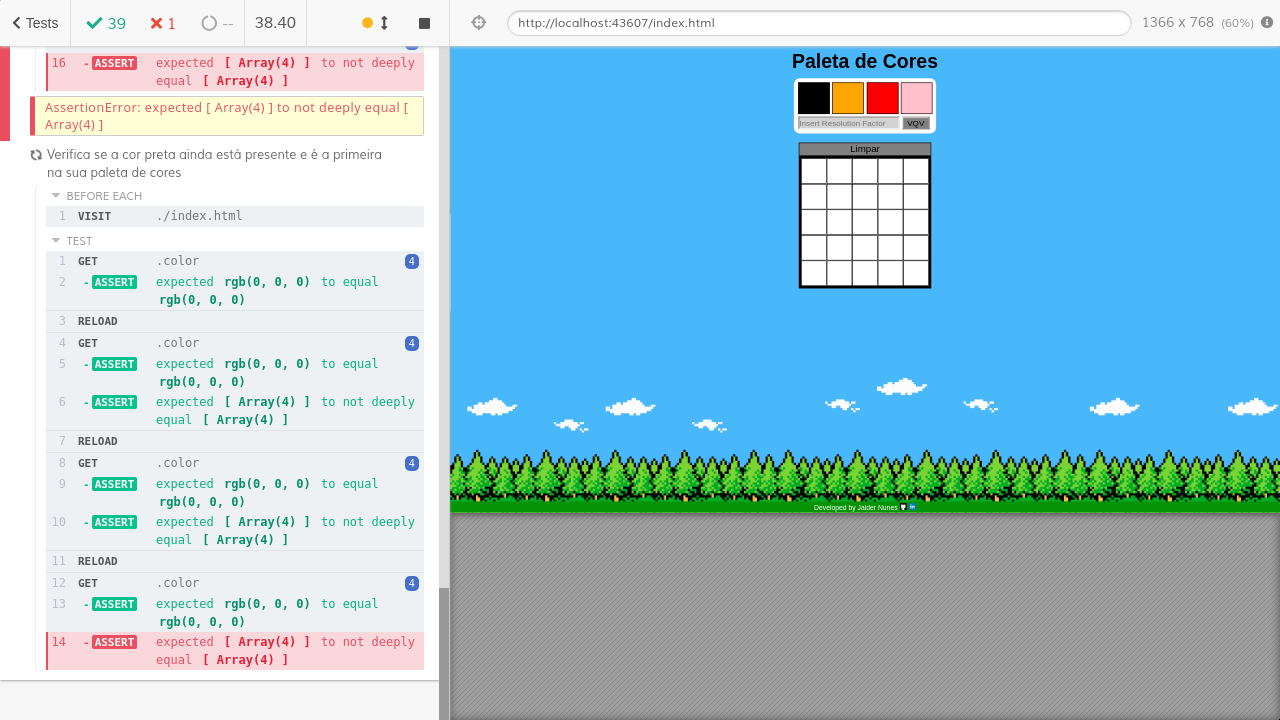 Tests
39
1
--
38.40
http://localhost:43607/index.html
1366 x 768 (60%)
16 - ASSERT expected [ Array(4) ] to not deeply
equal [ Array(4) ]
AssertionError: expected [ Array(4) ] to not deeply equal [
Array(4) ]
Verifica se a cor preta ainda está presente e é a primeira
na sua paleta de cores
BEFORE EACH
1 VISIT ./index.html
TEST
1 GET .color 4
2 - ASSERT expected rgb(0, 0, 0) to equal
rgb(0, 0, 0)
3 RELOAD
4 GET .color 4
5 - ASSERT expected rgb(0, 0, 0) to equal
rgb(0, 0, 0)
6 - ASSERT expected [ Array(4) ] to not deeply
equal [ Array(4) ]
7 RELOAD
8 GET .color 4
9 - ASSERT expected rgb(0, 0, 0) to equal
rgb(0, 0, 0)
10 - ASSERT expected [ Array(4) ] to not deeply
equal [ Array(4) ]
11 RELOAD
12 GET .color 4
13 - ASSERT expected rgb(0, 0, 0) to equal
rgb(0, 0, 0)
14 - ASSERT expected [ Array(4) ] to not deeply
equal [ Array(4) ]
Paleta de Cores
Insert Resolution Factor
VQV
Limpar
Developed by Jaider Nunes